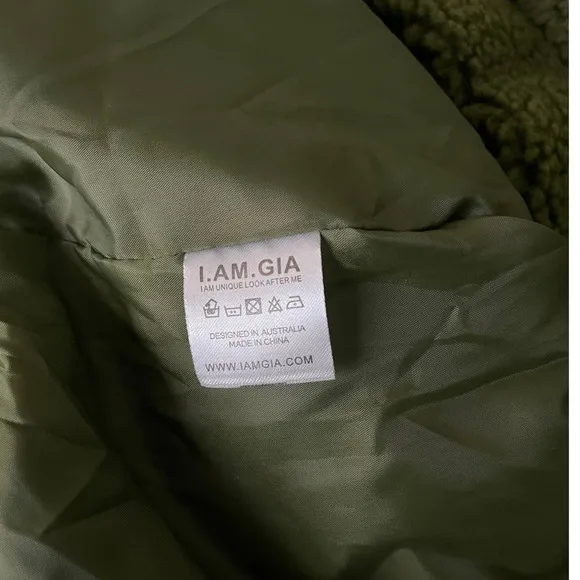 I.AM.GIA
I AM UNIQUE LOOK AFTER ME
DESIGNED IN AUSTRALIA
MADE IN CHINA
WWW.IAMGIA.COM